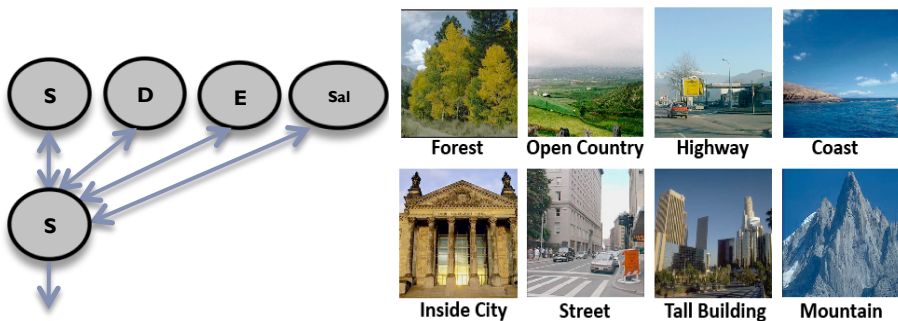 S
D
E
Sal
S
Forest
Open Country
Highway
Coast
Inside City
Street
Tall Building
Mountain